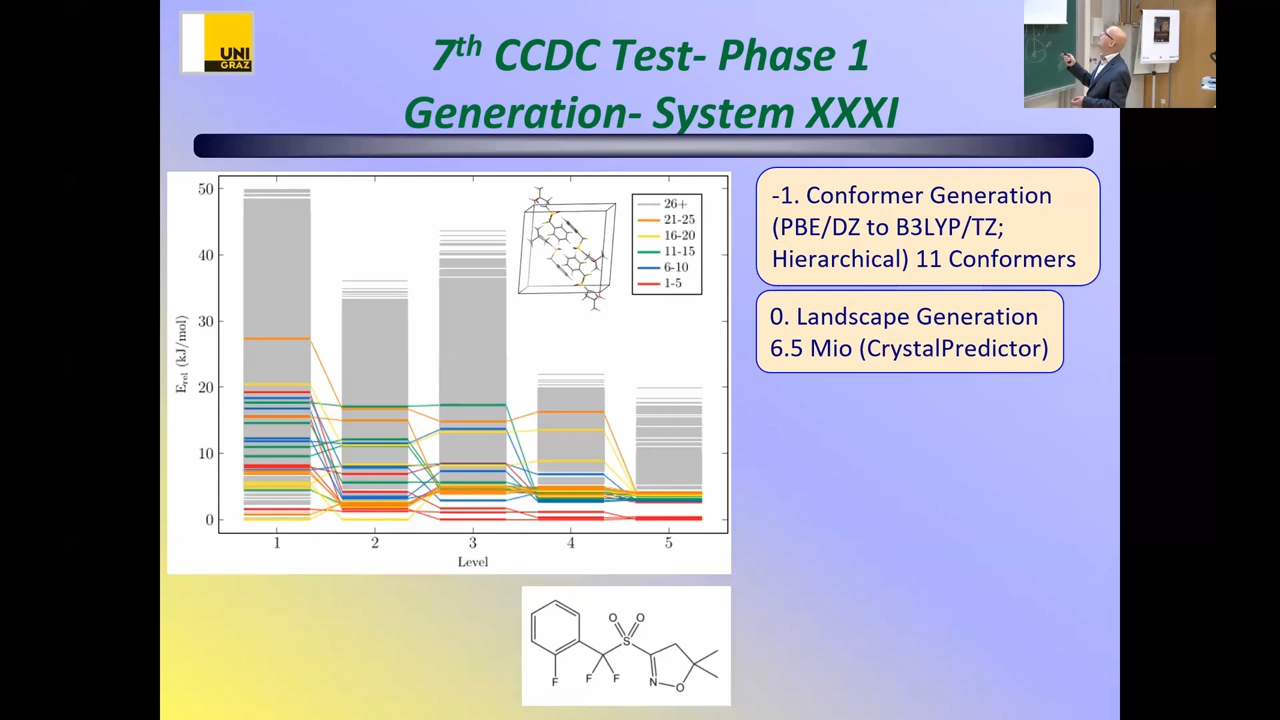 UNI
GRAZ
7th CCDC Test- Phase 1
Generation- System XXXI
50
40
30
20
10
0
Erel (kJ/mol)
1
2
3
4
5
Level
26+
21-25
16-20
11-15
6-10
1-5
-1. Conformer Generation
(PBE/DZ to B3LYP/TZ;
Hierarchical) 11 Conformers
0. Landscape Generation
6.5 Mio (CrystalPredictor)
O O
S
F F F
N O